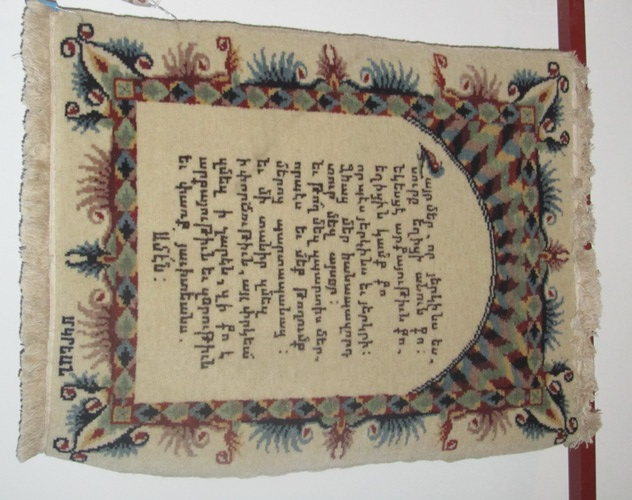 Հայր մեր, որ յերկինս ես,
սուրբ եղիցի անուն քո:
Եկեսցէ արքայութիւն քո.
եղիցին կամք քո
որպէս յերկինս եւ յերկրի:
Զհաց մեր հանապազորդ
տուր մեզ այսօր:
Եւ թող մեզ զպարտիս մեր.
որպէս եւ մեք թողումք
մերոց պարտապանաց:
Եւ մի տանիր զմեզ
ի փորձութիւն, այլ փրկեա
զմեզ ի չարէն, զի քո է
արքայութիւն եւ զօրութիւն
եւ փառք յաւիտեանս.
ԱՄԷՆ: